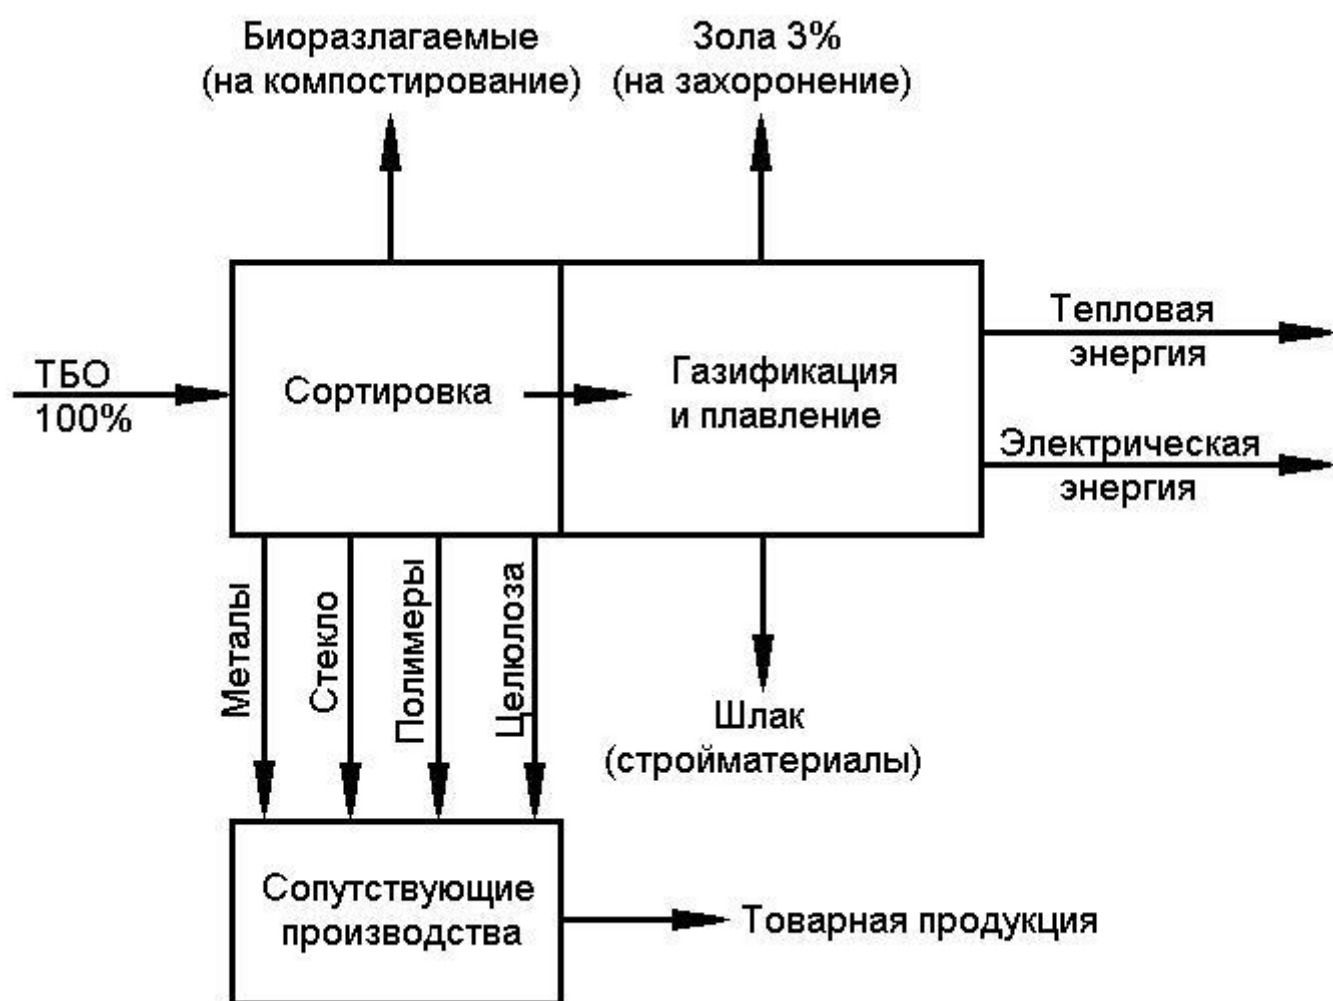 Биоразлагаемые
(на компостирование)
Зола 3%
(на захоронение)
ТБО
100%
Сортировка
Газификация
и плавление
Тепловая
энергия
Электрическая
энергия
Металы
Стекло
Полимеры
Целюлоза
Шлак
(стройматериалы)
Сопутствующие
производства
Товарная продукция